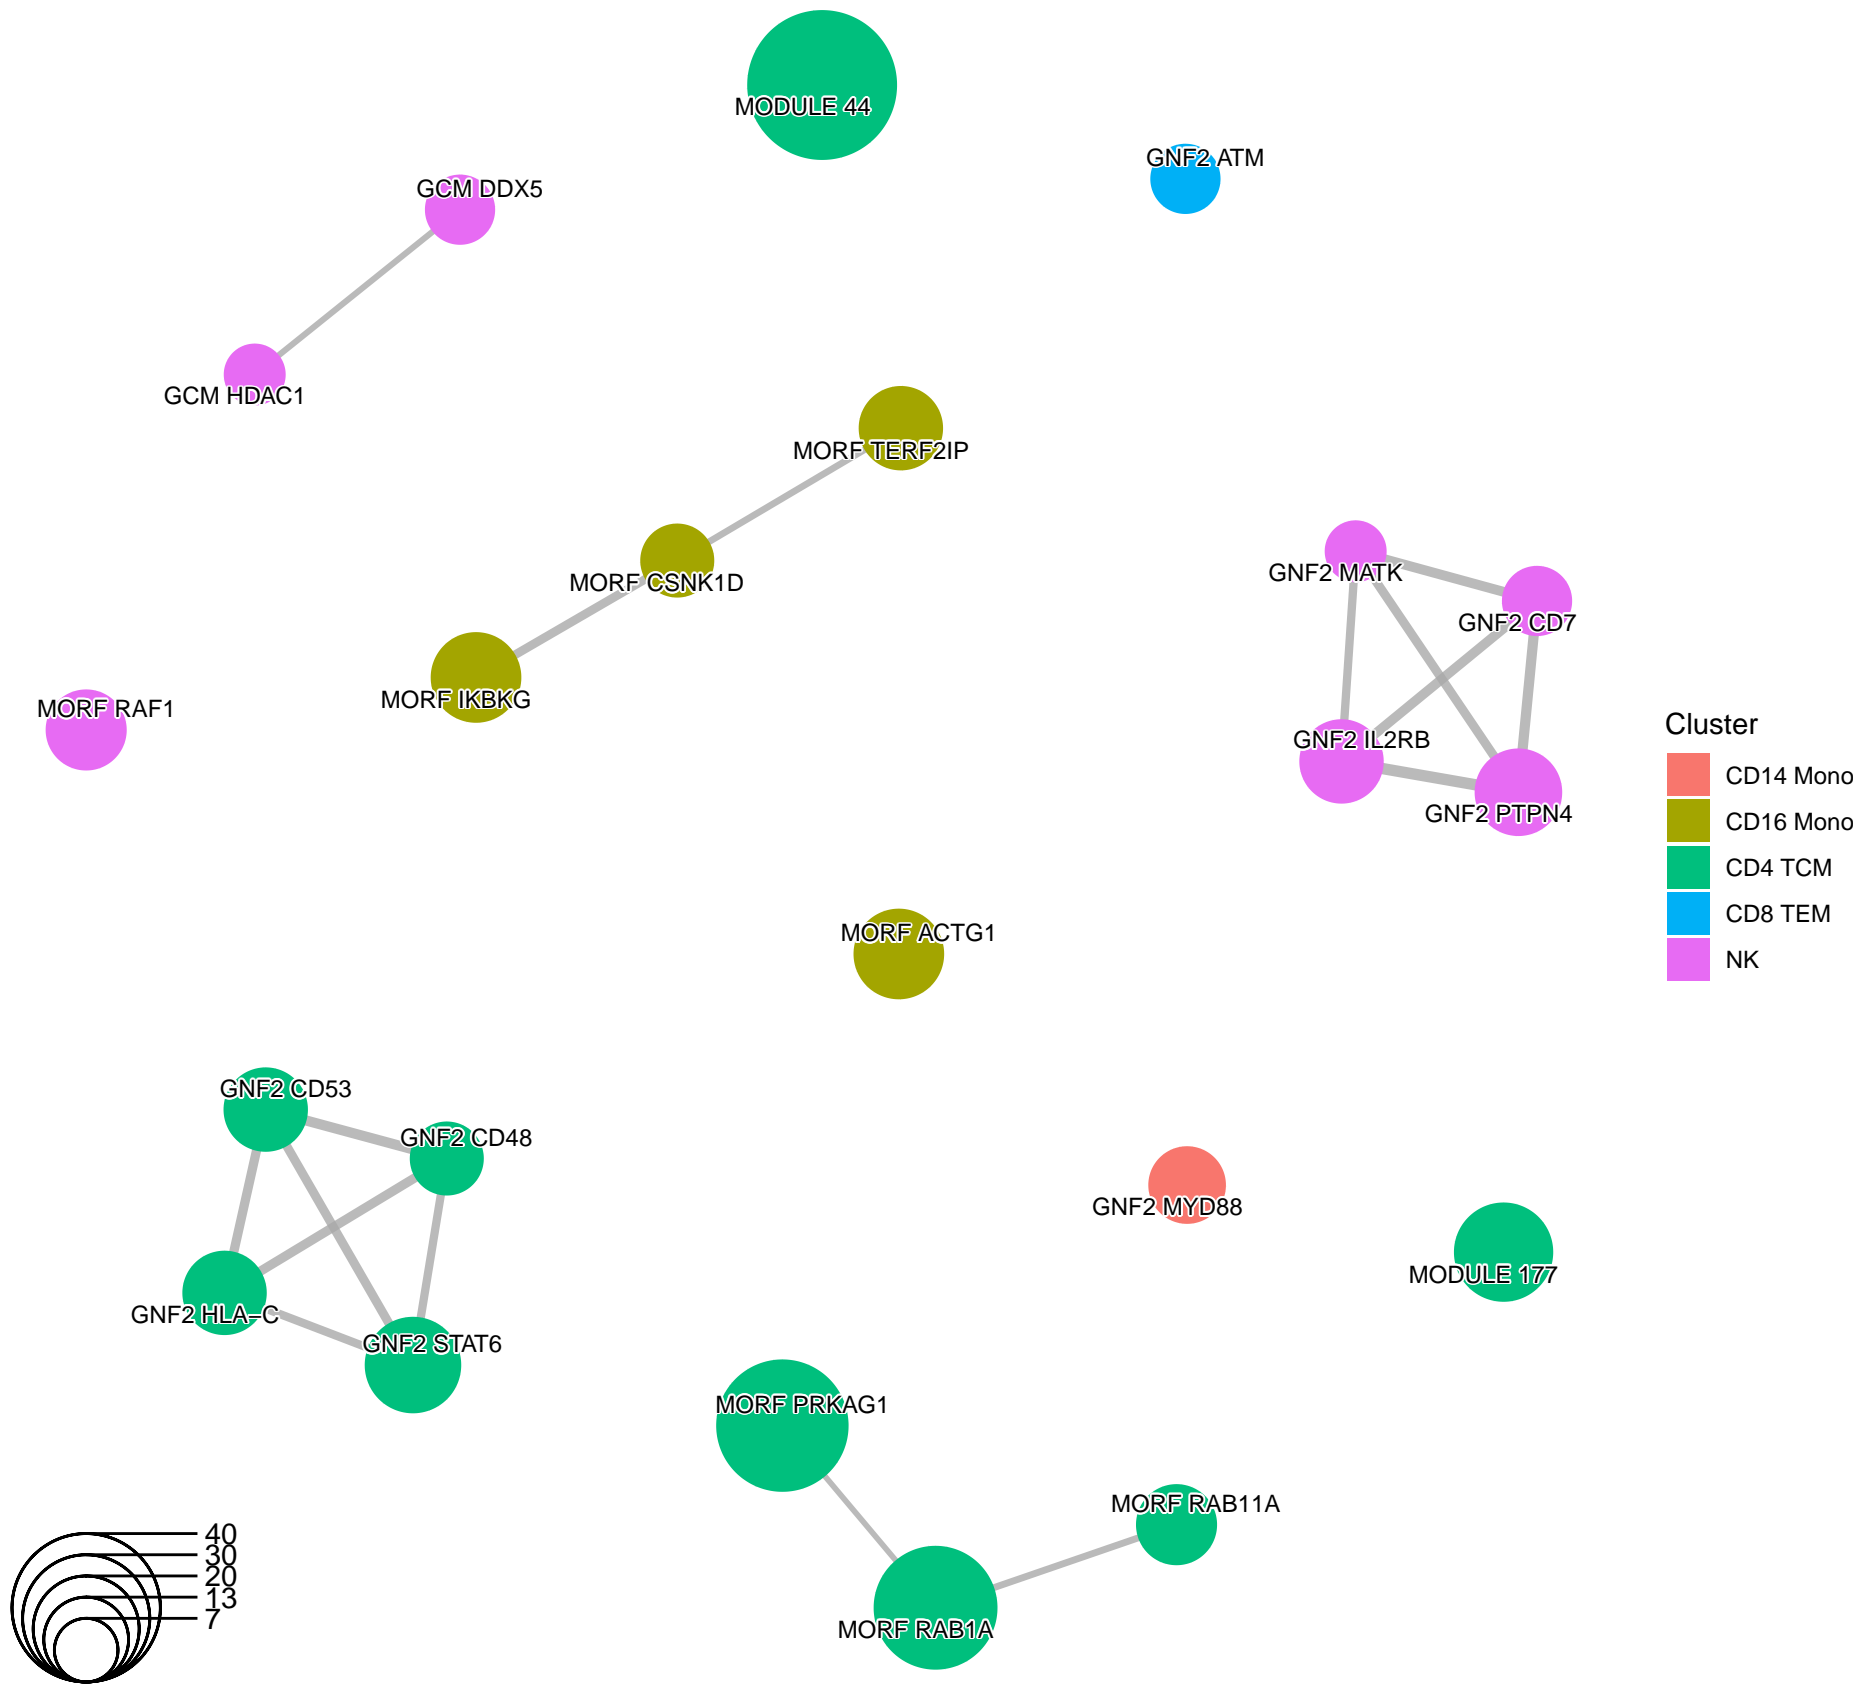 MODULE 44
GNF2 ATM
GCM DDX5
GCM HDAC1
MORF TERF2IP
MORF CSNK1D
GNF2 MATK
GNF2 CD7
MORF IKBKG
MORF RAF1
GNF2 IL2RB
GNF2 PTPN4
Cluster
CD14 Mono
CD16 Mono
CD4 TCM
CD8 TEM
NK
MORF ACTG1
GNF2 CD53
GNF2 CD48
GNF2 MYD88
MODULE 177
GNF2 HLA−C
GNF2 STAT6
MORF PRKAG1
MORF RAB11A
MORF RAB1A
40
30
20
13
7